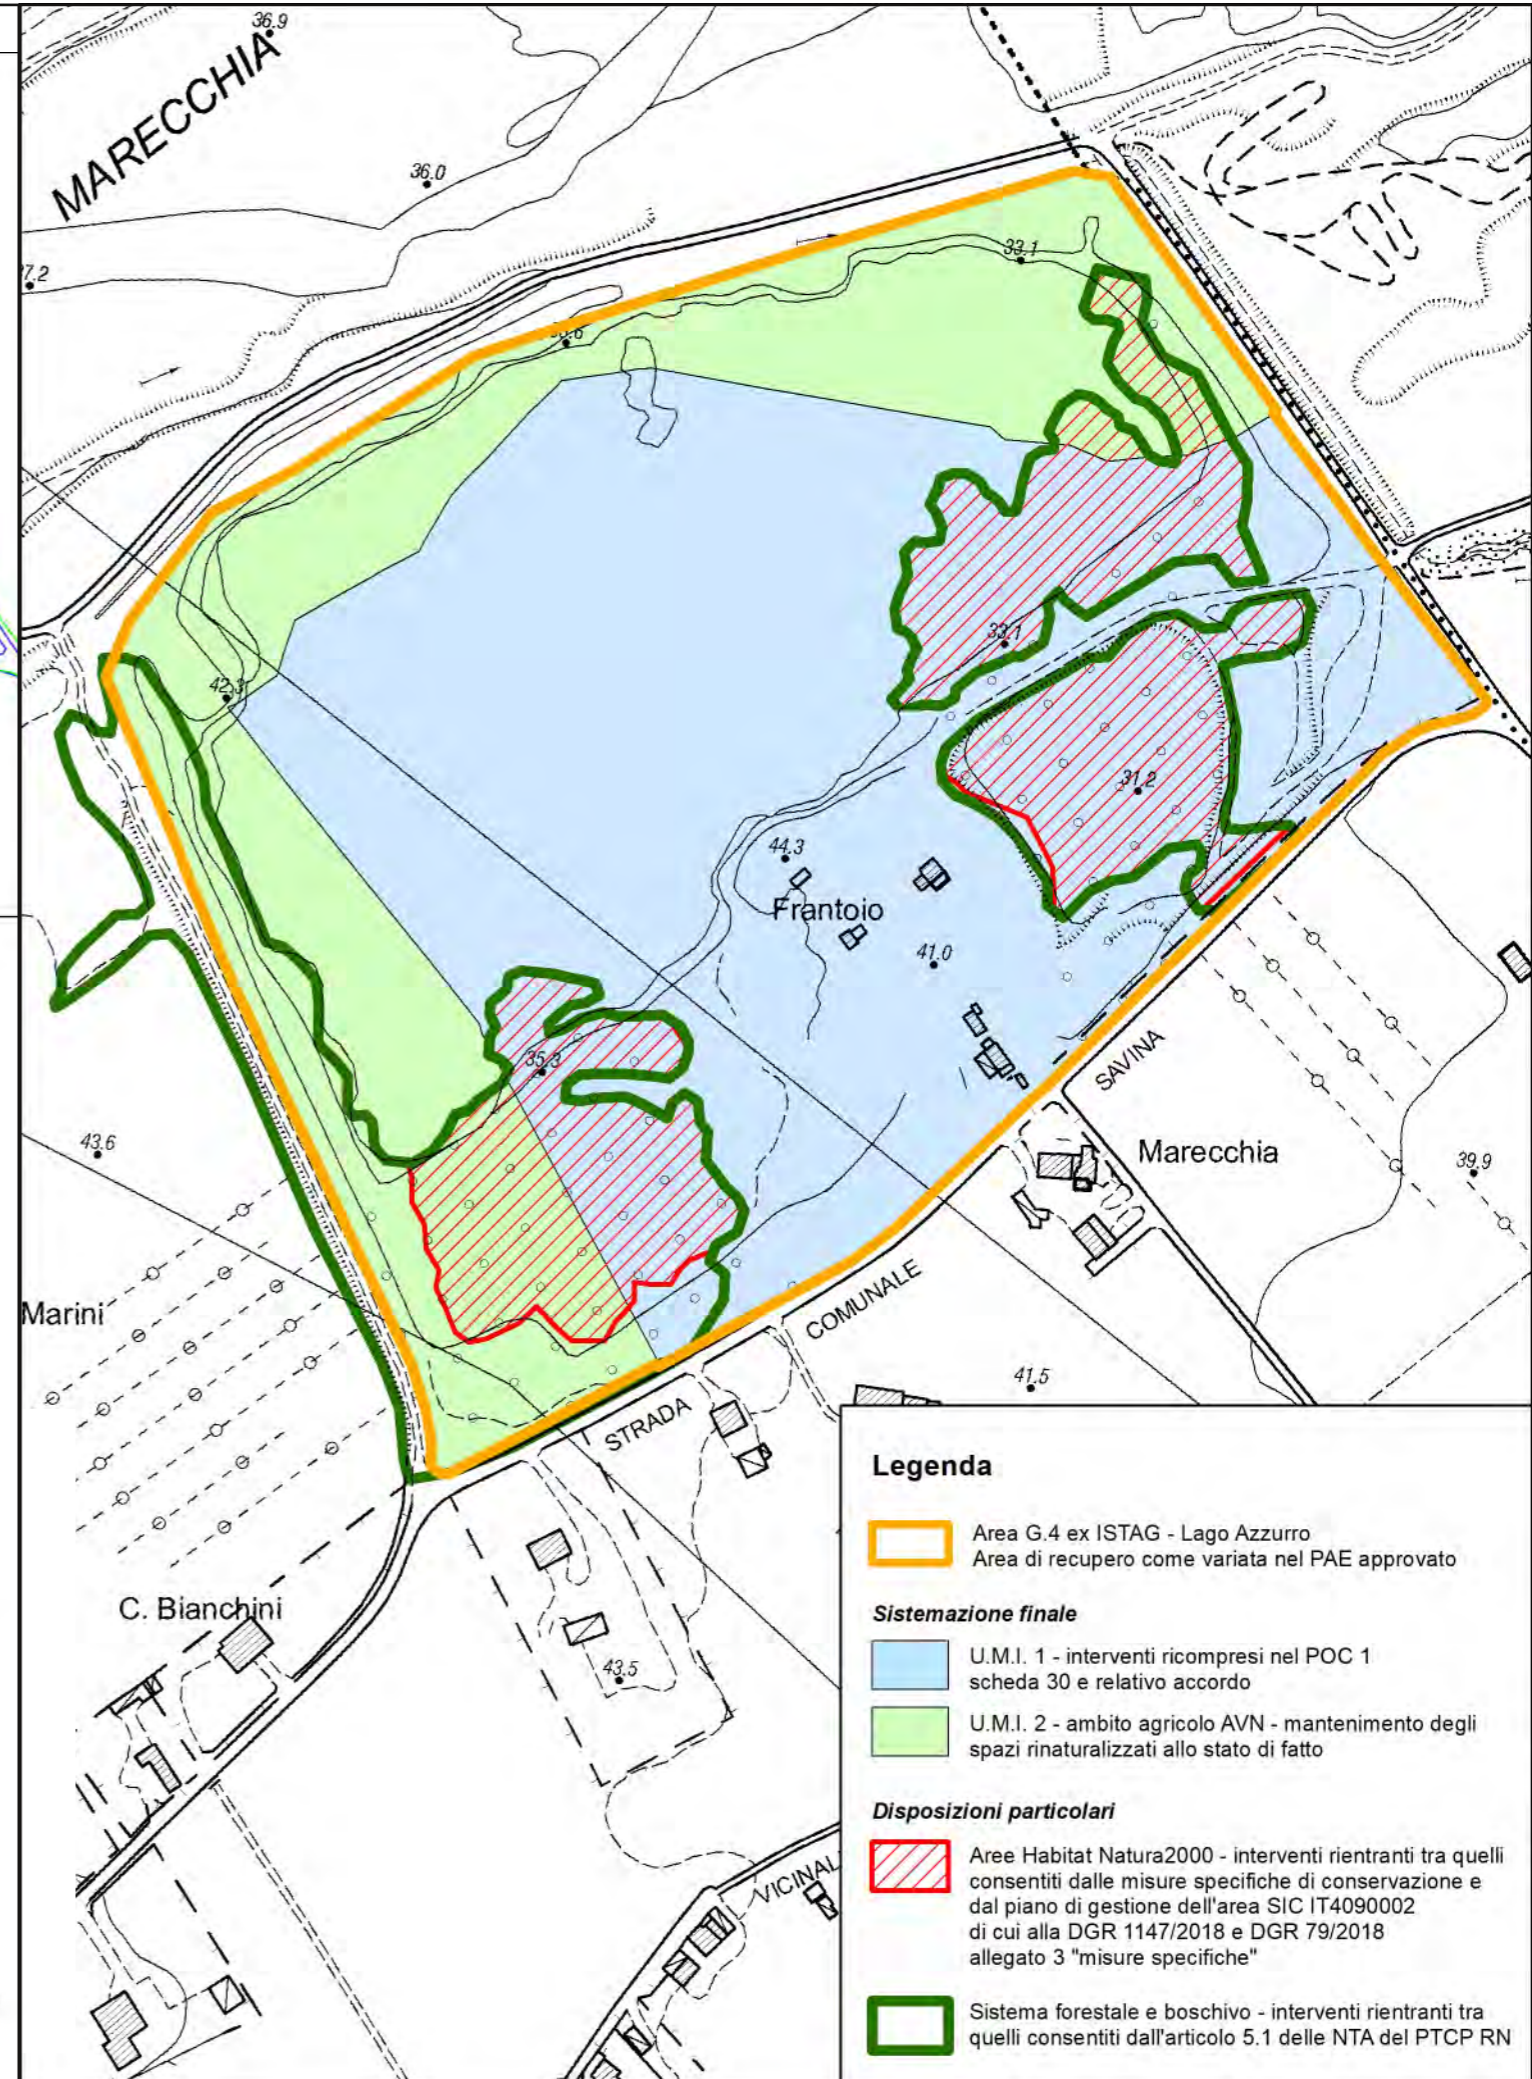 36.9
MARECCHIA
36.0
33.1
42.3
33.1
31.2
44.3
Frantoio
41.0
35.3
SAVINA
43.6
Marecchia
39.9
Marini
COMUNALE
41.5
STRADA
C. Bianchini
43.5
VICINAL
Legenda
Area G.4 ex ISTAG - Lago Azzurro
Area di recupero come variata nel PAE approvato
Sistemazione finale
U.M.I. 1 - interventi ricompresi nel POC 1
scheda 30 e relativo accordo
U.M.I. 2 - ambito agricolo AVN - mantenimento degli
spazi rinaturalizzati allo stato di fatto
Disposizioni particolari
Aree Habitat Natura2000 - interventi rientranti tra quelli
consentiti dalle misure specifiche di conservazione e
dal piano di gestione dell'area SIC IT4090002
di cui alla DGR 1147/2018 e DGR 79/2018
allegato 3 "misure specifiche"
Sistema forestale e boschivo - interventi rientranti tra
quelli consentiti dall'articolo 5.1 delle NTA del PTCP RN